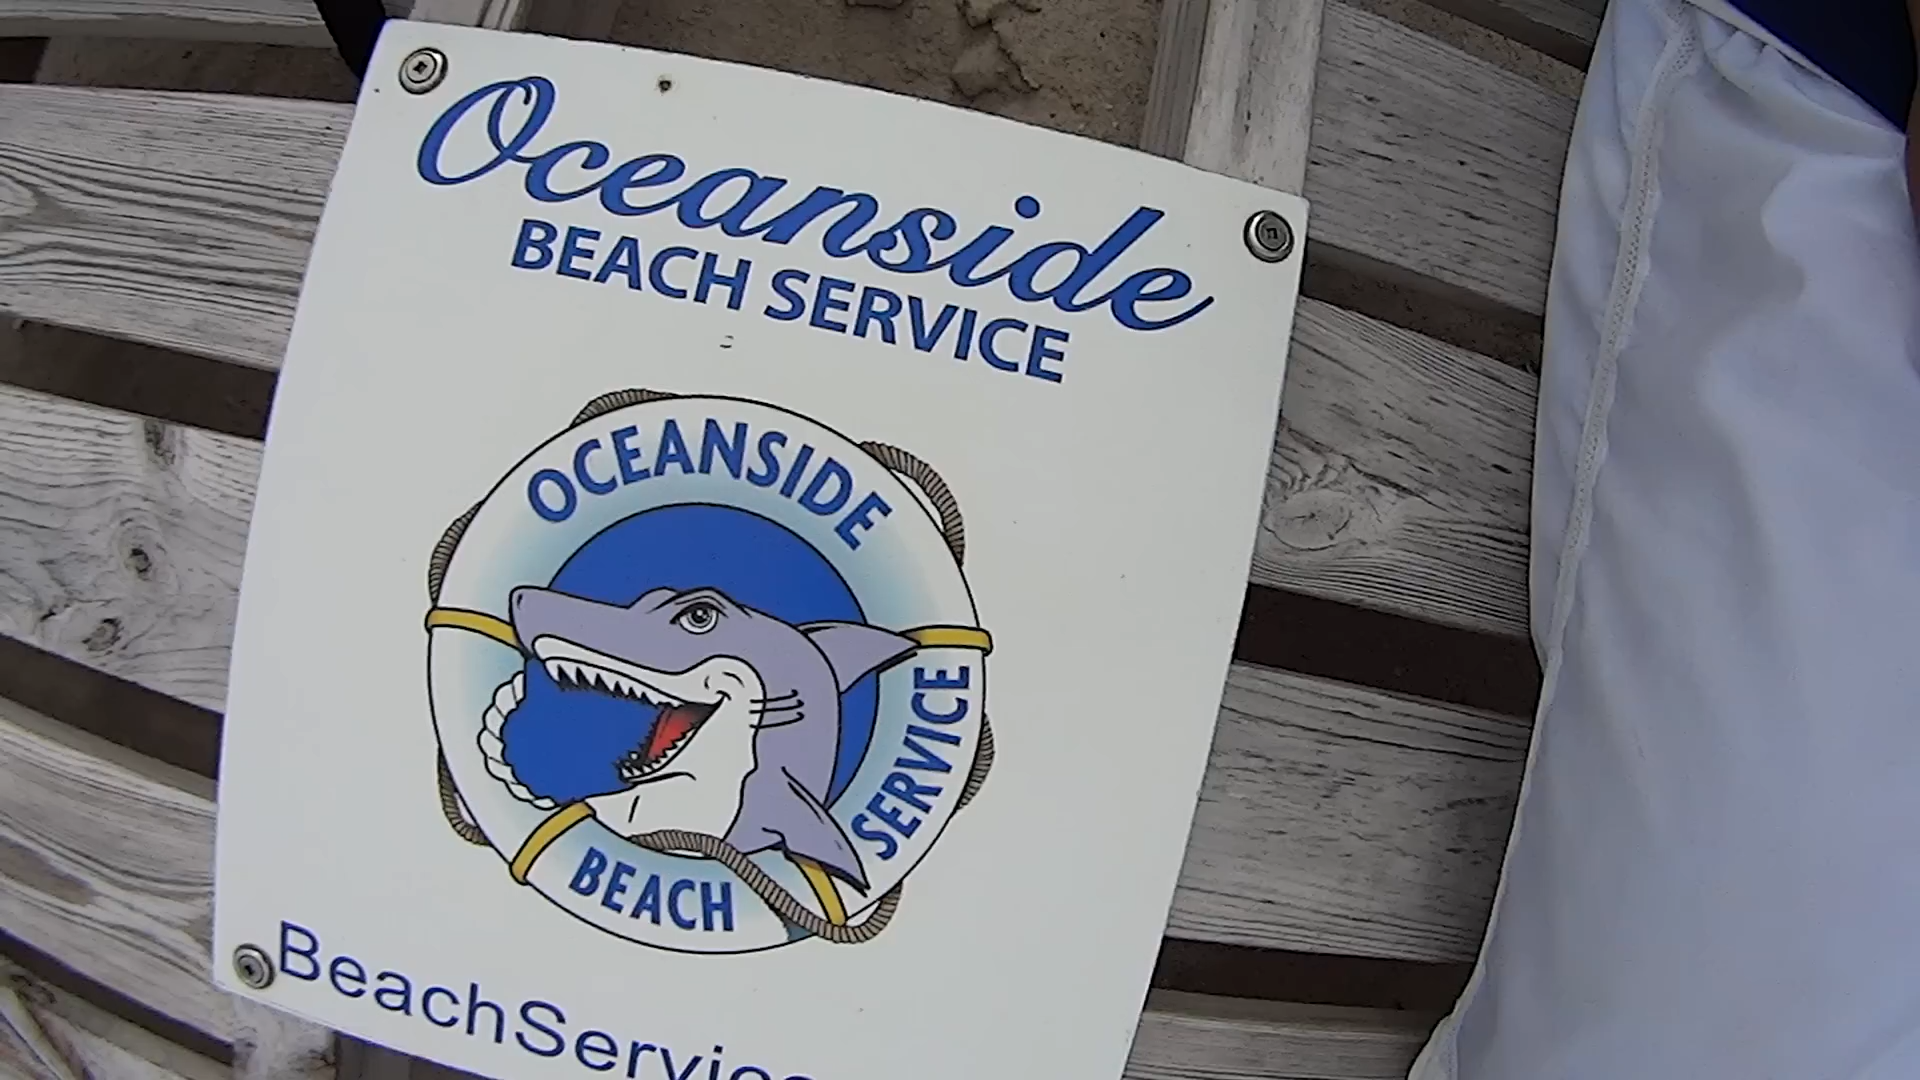 Oceanside
BEACH SERVICE
OCEANSIDE
BEACH
SERVICE